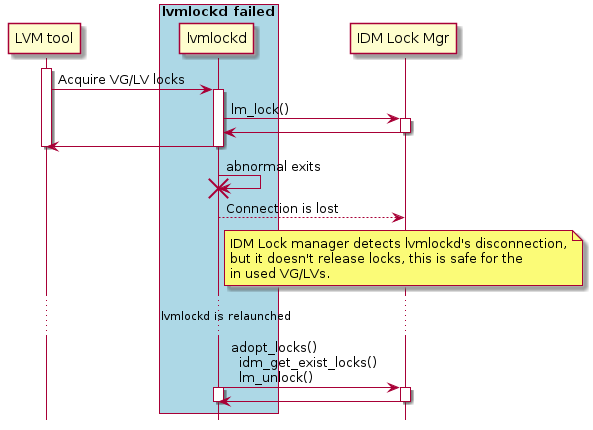 lvmlockd failed
LVM tool
lvmlockd
IDM Lock Mgr
Acquire VG/LV locks
lm_lock()
abnormal exits
Connection is lost
IDM Lock manager detects lvmlockd's disconnection,
but it doesn't release locks, this is safe for the
in used VG/LVs.
lvmlockd is relaunched
adopt_locks()
idm_get_exist_locks()
lm_unlock()